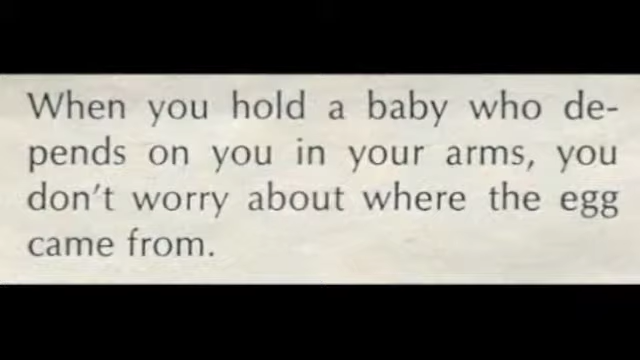 When you hold a baby who de-
pends on you in your arms, you
don't worry about where the egg
came from.